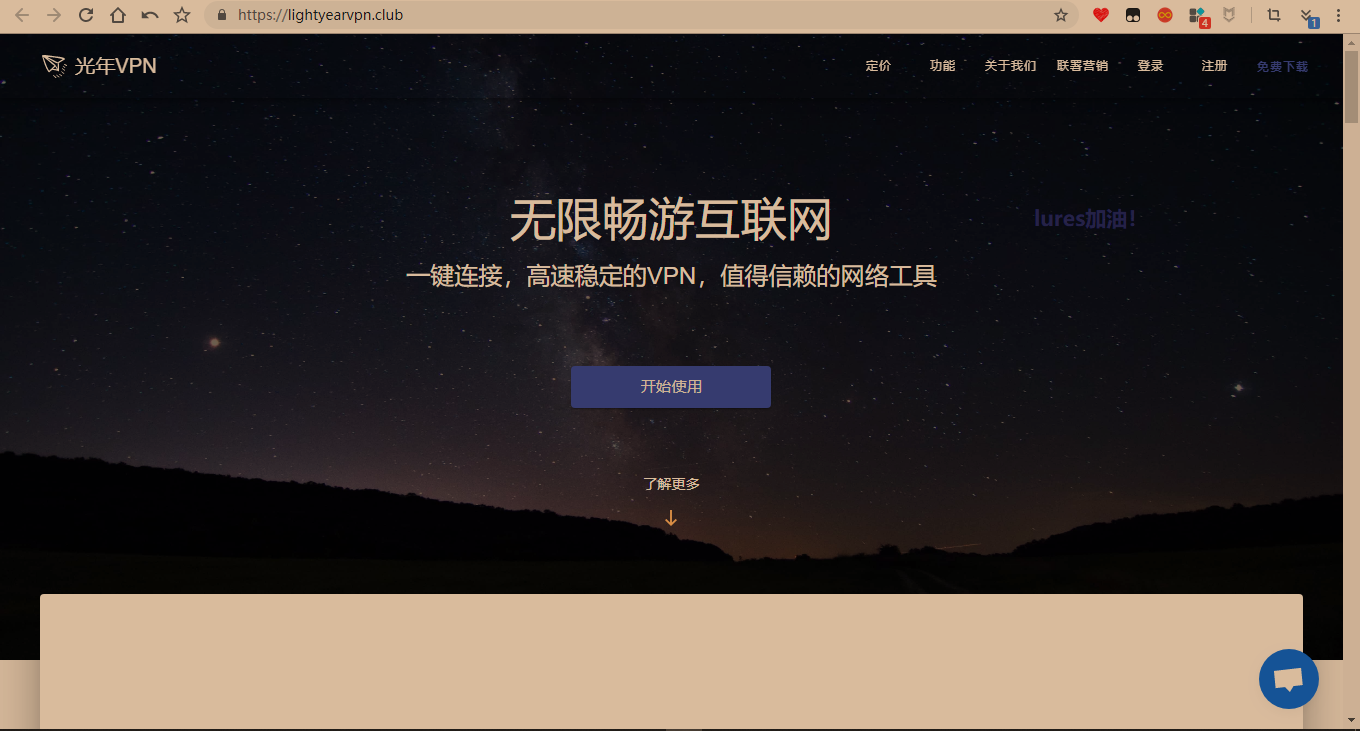 https://lightyearvpn.club
4
1
光年VPN
定价
功能
关于我们
联署营销
登录
注册
免费下载
无限畅游互联网
lures加油!
一键连接，高速稳定的VPN，值得信赖的网络工具
开始使用
了解更多